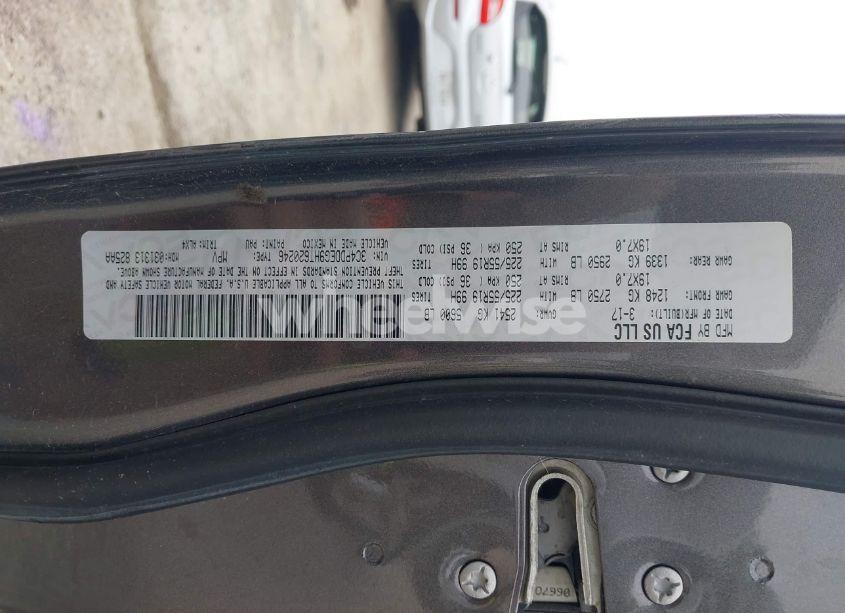 MFD BY FCA US LLC
DATE OF MFR(BUILT): 3-17 GVWR: 2541 KG 5600 LB
GAWR FRONT: 1248 KG 2750 LB WITH 225/55R19 99H TIRES
19X7.0 RIMS AT 250 KPA ( 36 PSI) COLD
GAWR REAR: 1339 KG 2950 LB WITH 225/55R19 99H TIRES
19X7.0 RIMS AT 250 KPA ( 36 PSI) COLD
THIS VEHICLE CONFORMS TO ALL APPLICABLE U.S.A. FEDERAL MOTOR VEHICLE SAFETY AND
THEFT PREVENTION STANDARDS IN EFFECT ON THE DATE OF MANUFACTURE SHOWN ABOVE.
VIN: 3C4PDDEG9HT620246 TYPE: MPV MDH:031313 825AA
VEHICLE MADE IN MEXICO PAINT: PAU TRIM: ALX4
wheelwise
06670